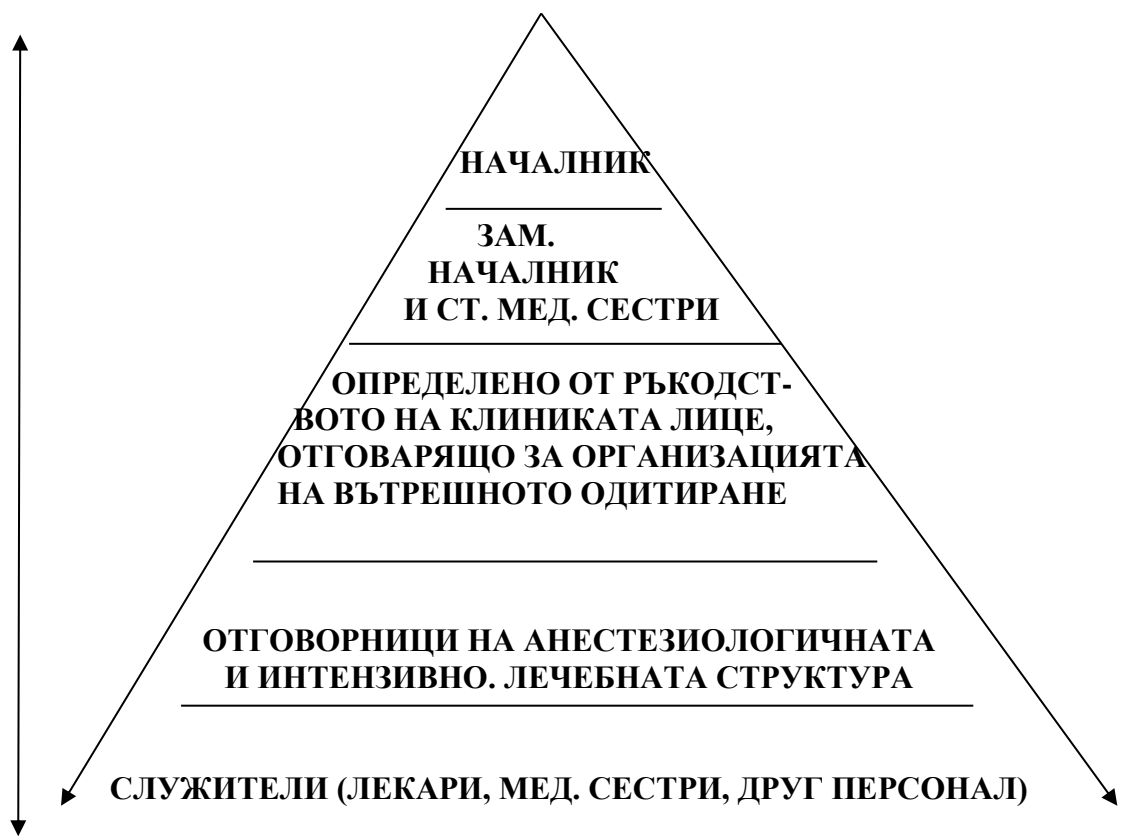 НАЧАЛНИК
ЗАМ.
НАЧАЛНИК
И СТ. МЕД. СЕСТРИ
ОПРЕДЕЛЕНО ОТ РЪКОДСТ-
ВОТО НА КЛИНИКАТА ЛИЦЕ,
ОТГОВАРЯЩО ЗА ОРГАНИЗАЦИЯТА
НА ВЪТРЕШНОТО ОДИТИРАНЕ
ОТГОВОРНИЦИ НА АНЕСТЕЗИОЛОГИЧНАТА
И ИНТЕНЗИВНО. ЛЕЧЕБНАТА СТРУКТУРА
СЛУЖИТЕЛИ (ЛЕКАРИ, МЕД. СЕСТРИ, ДРУГ ПЕРСОНАЛ)